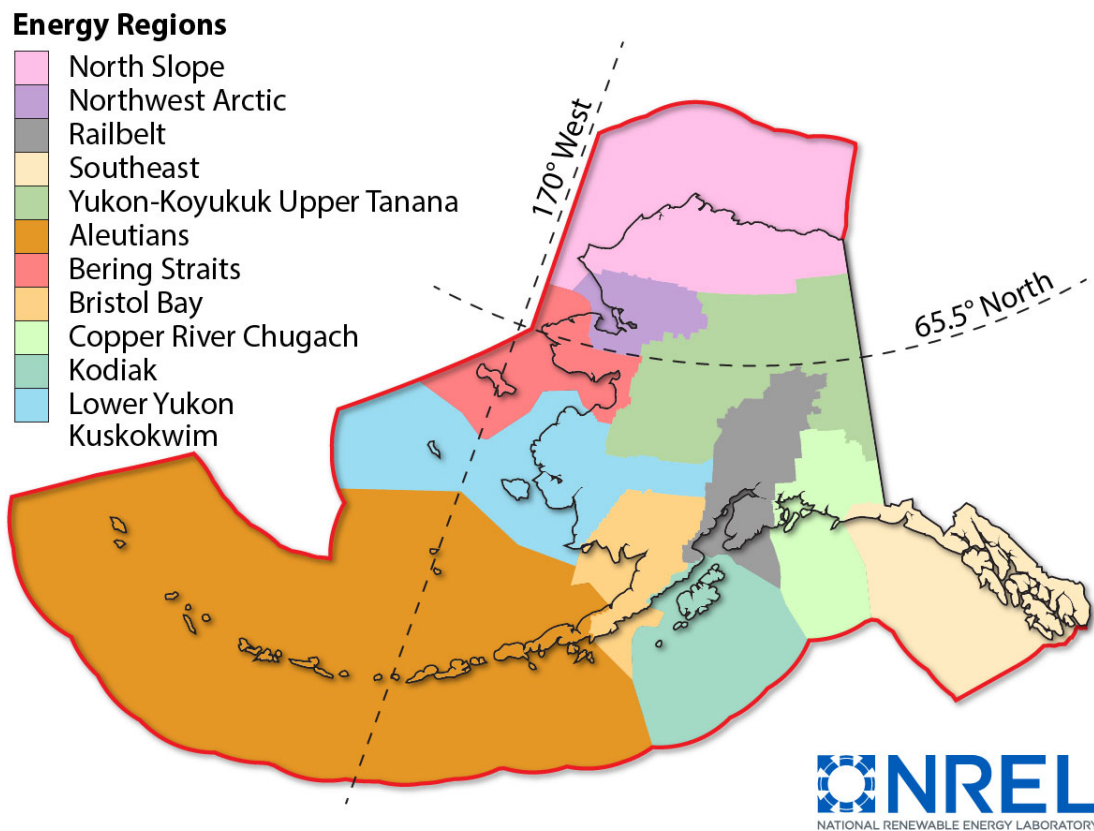 Energy Regions
North Slope
Northwest Arctic
Railbelt
Southeast
Yukon-Koyukuk Upper Tanana
Aleutians
Bering Straits
Bristol Bay
Copper River Chugach
Kodiak
Lower Yukon
Kuskokwim
170° West
65.5° North
NREL
NATIONAL RENEWABLE ENERGY LABORATORY